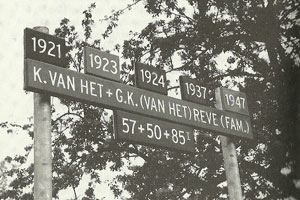 1921 1923 1924 1937 1947
K. VAN HET + G.K. (VAN HET) REVE (FAM.)
57+50+85 I